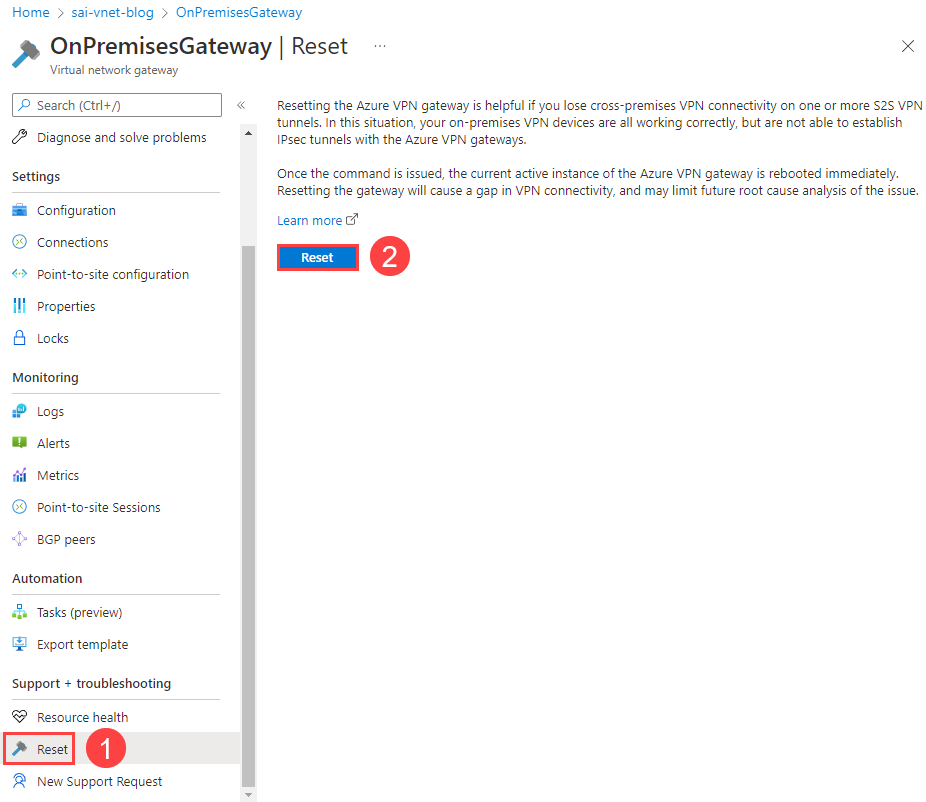 Home > sai-vnet-blog > OnPremisesGateway
OnPremisesGateway | Reset ...
Virtual network gateway
Search (Ctrl+/)
«
Diagnose and solve problems
Settings
Configuration
Connections
Point-to-site configuration
Properties
Locks
Monitoring
Logs
Alerts
Metrics
Point-to-site Sessions
BGP peers
Automation
Tasks (preview)
Export template
Support + troubleshooting
Resource health
Reset
1
New Support Request
Resetting the Azure VPN gateway is helpful if you lose cross-premises VPN connectivity on one or more S2S VPN
tunnels. In this situation, your on-premises VPN devices are all working correctly, but are not able to establish
IPsec tunnels with the Azure VPN gateways.
Once the command is issued, the current active instance of the Azure VPN gateway is rebooted immediately.
Resetting the gateway will cause a gap in VPN connectivity, and may limit future root cause analysis of the issue.
Learn more
Reset
2